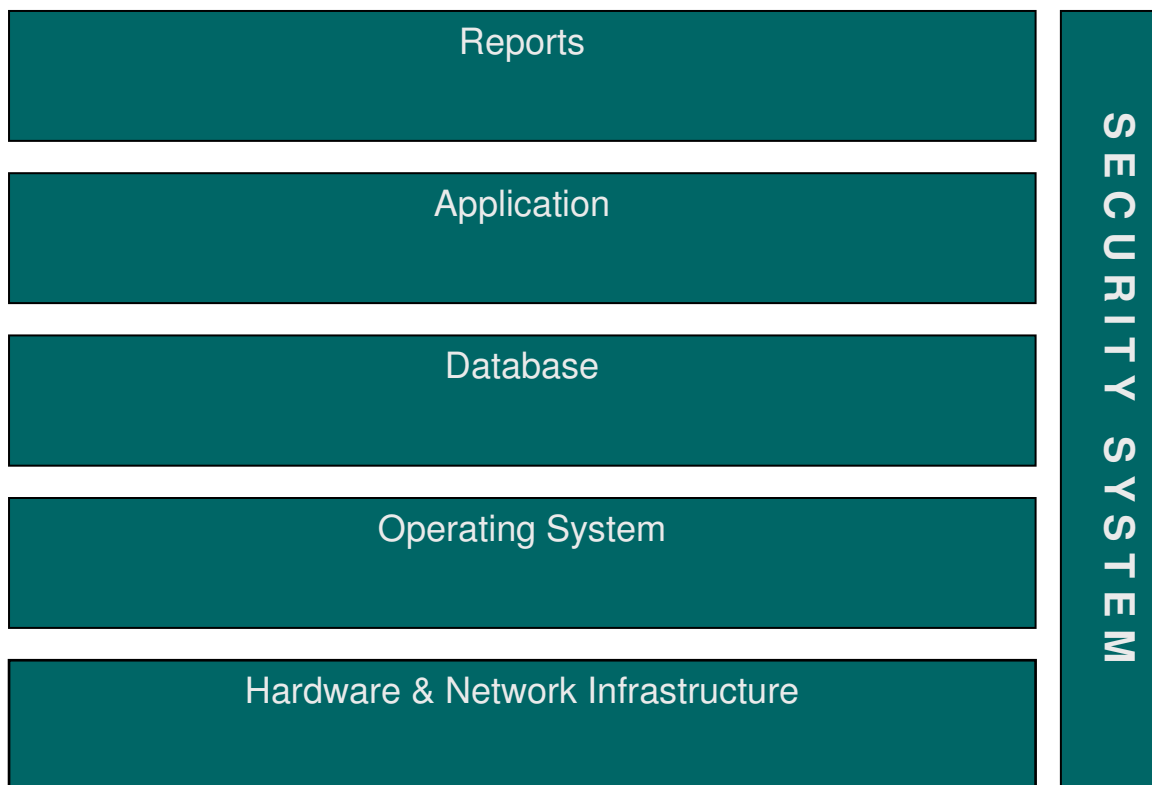 Reports
Application
Database
Operating System
Hardware & Network Infrastructure
SECURITY SYSTEM